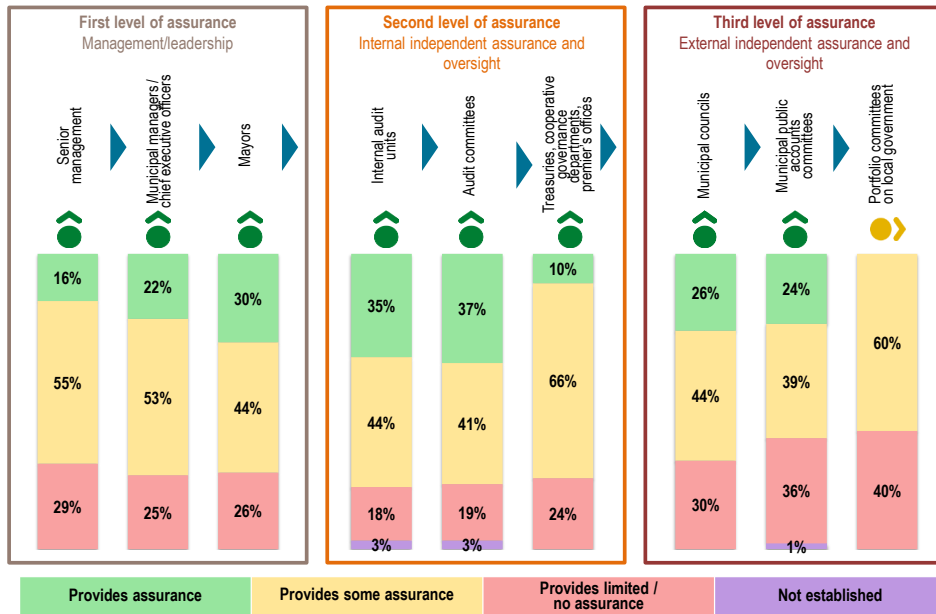 First level of assurance
Management/leadership
Senior
management
Municipal managers /
chief executive officers
Mayors
16%
22%
30%
55%
53%
44%
29%
25%
26%
Second level of assurance
Internal independent assurance and
oversight
Internal audit
units
Audit committees
Treasuries, cooperative
governance
departments,
premier's offices
35%
37%
10%
44%
41%
66%
18%
19%
24%
3%
3%
Third level of assurance
External independent assurance and
oversight
Municipal councils
Municipal public
accounts
committees
Portfolio committees
on local government
26%
24%
60%
44%
39%
30%
36%
40%
1%
Provides assurance
Provides some assurance
Provides limited /
no assurance
Not established